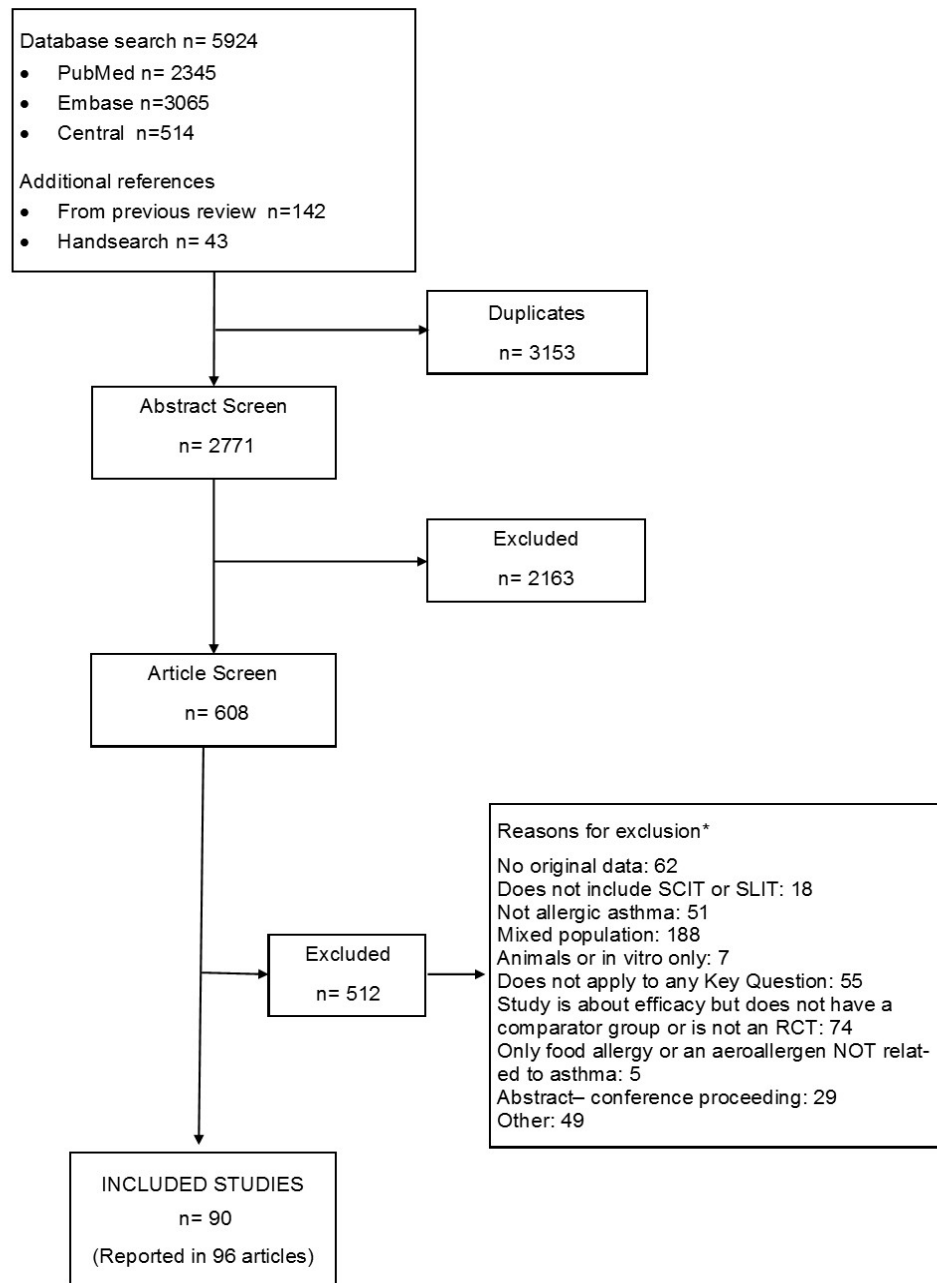 Database search n= 5924
• PubMed n= 2345
• Embase n=3065
• Central n=514
Additional references
• From previous review n=142
• Handsearch n= 43
Duplicates
n= 3153
Abstract Screen
n= 2771
Excluded
n= 2163
Article Screen
n= 608
Excluded
n= 512
Reasons for exclusion*
No original data: 62
Does not include SCIT or SLIT: 18
Not allergic asthma: 51
Mixed population: 188
Animals or in vitro only: 7
Does not apply to any Key Question: 55
Study is about efficacy but does not have a
comparator group or is not an RCT: 74
Only food allergy or an aeroallergen NOT relat-
ed to asthma: 5
Abstract– conference proceeding: 29
Other: 49
INCLUDED STUDIES
n= 90
(Reported in 96 articles)